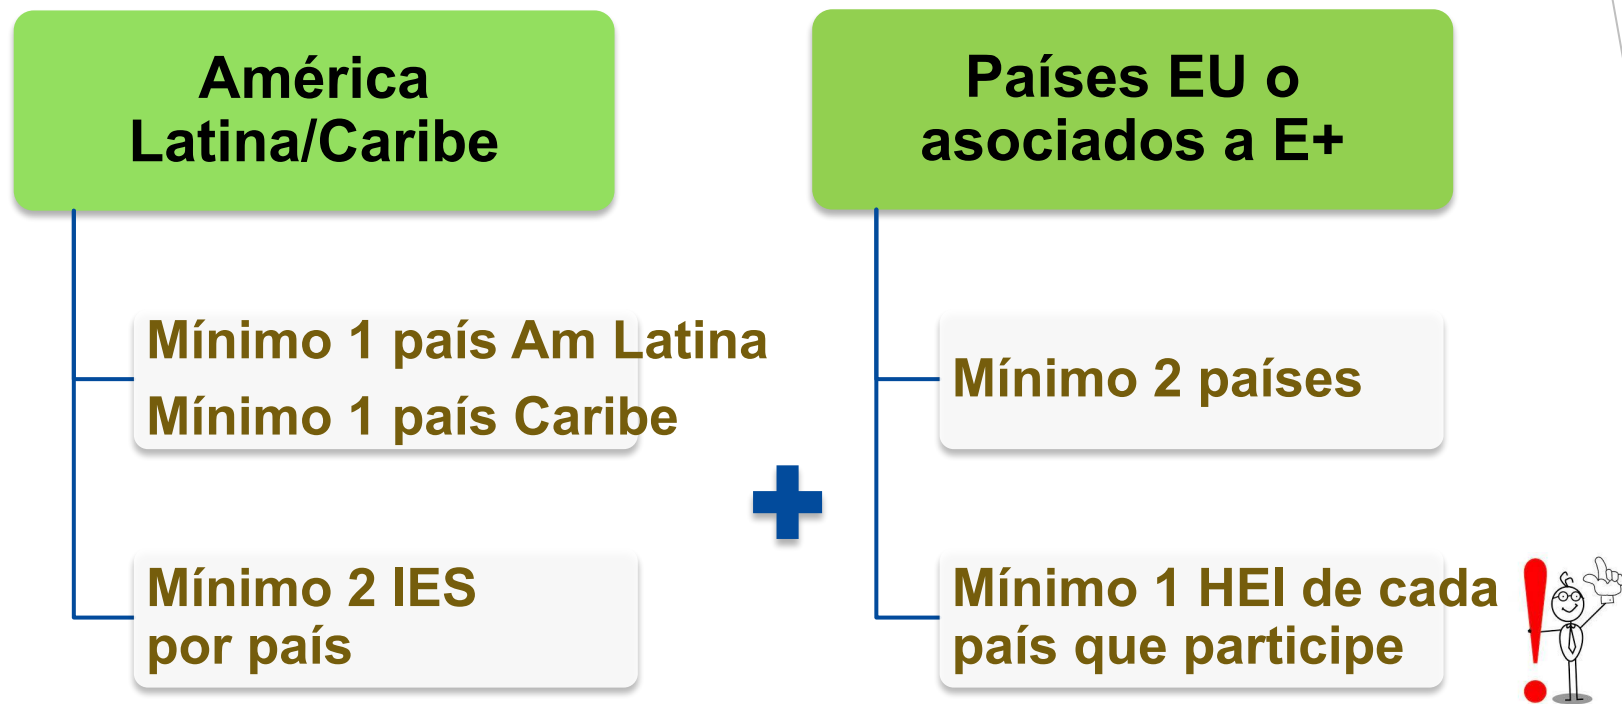 América
Latina/Caribe
Mínimo 1 país Am Latina
Mínimo 1 país Caribe
Mínimo 2 IES
por país
Países EU o
asociados a E+
Mínimo 2 países
Mínimo 1 HEI de cada
país que participe